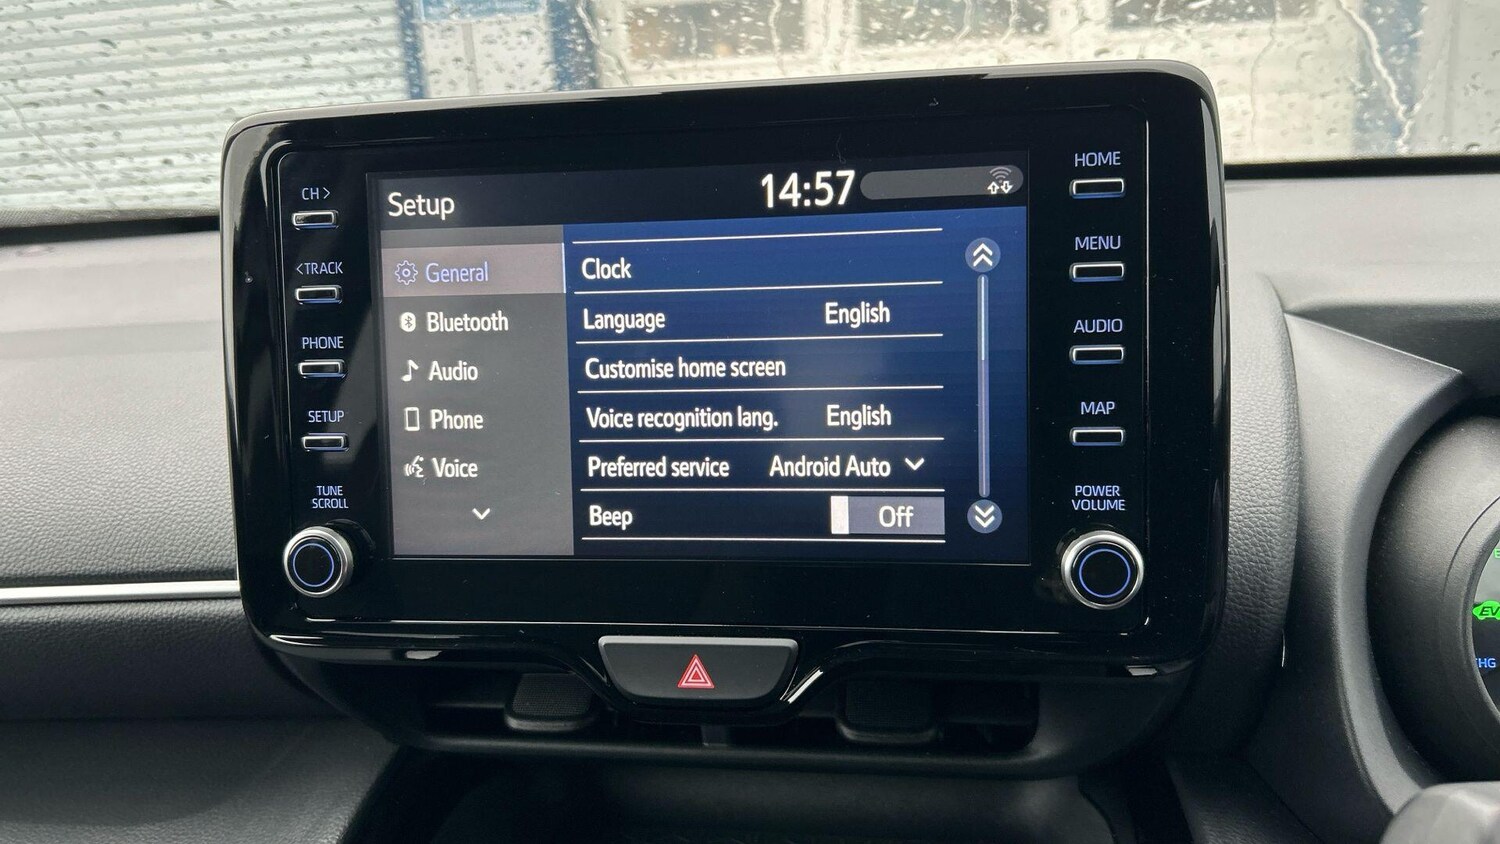 CH >
<TRACK
PHONE
SETUP
TUNE
SCROLL
Setup
14:57
General
Bluetooth
Audio
Phone
Voice
Clock
Language English
Customise home screen
Voice recognition lang. English
Preferred service Android Auto
Beep Off
HOME
MENU
AUDIO
MAP
POWER
VOLUME
EV